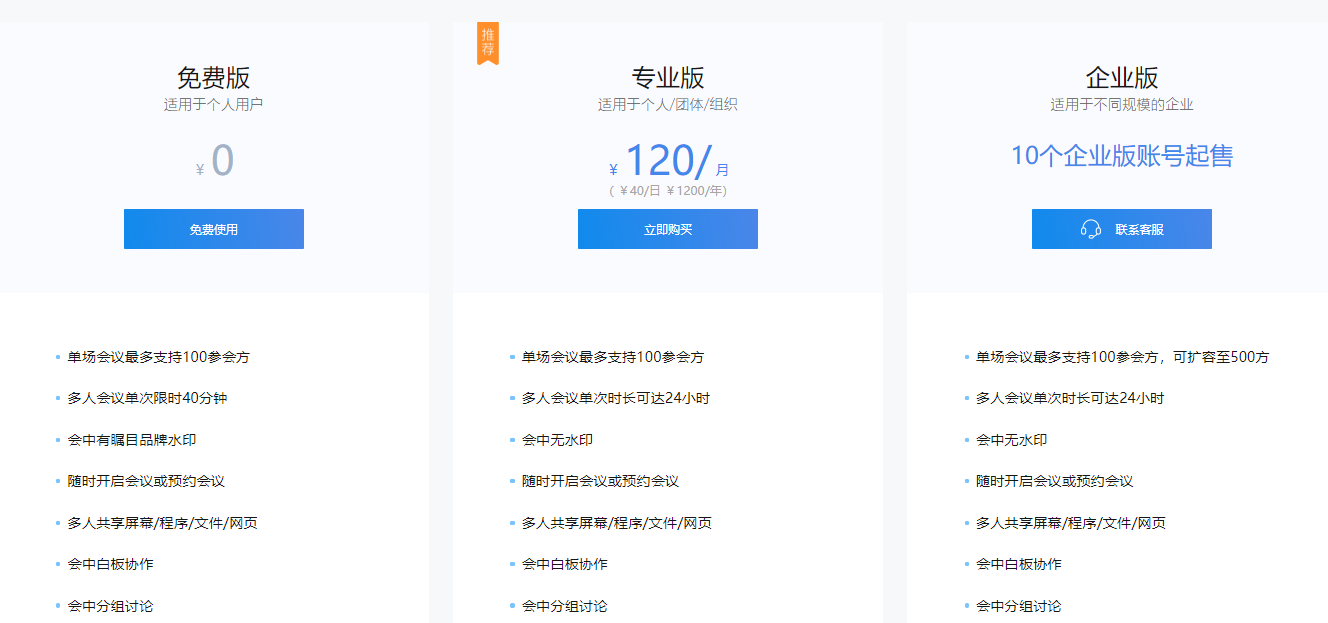 免费版
适用于个人用户
¥ 0
免费使用
单场会议最多支持100参会方
多人会议单次限时40分钟
会中有瞩目品牌水印
随时开启会议或预约会议
多人共享屏幕/程序/文件/网页
会中白板协作
会中分组讨论
推荐
专业版
适用于个人/团体/组织
¥ 120/月
( ¥40/日 ¥1200/年)
立即购买
单场会议最多支持100参会方
多人会议单次时长可达24小时
会中无水印
随时开启会议或预约会议
多人共享屏幕/程序/文件/网页
会中白板协作
会中分组讨论
企业版
适用于不同规模的企业
10个企业版账号起售
联系客服
单场会议最多支持100参会方，可扩容至500方
多人会议单次时长可达24小时
会中无水印
随时开启会议或预约会议
多人共享屏幕/程序/文件/网页
会中白板协作
会中分组讨论